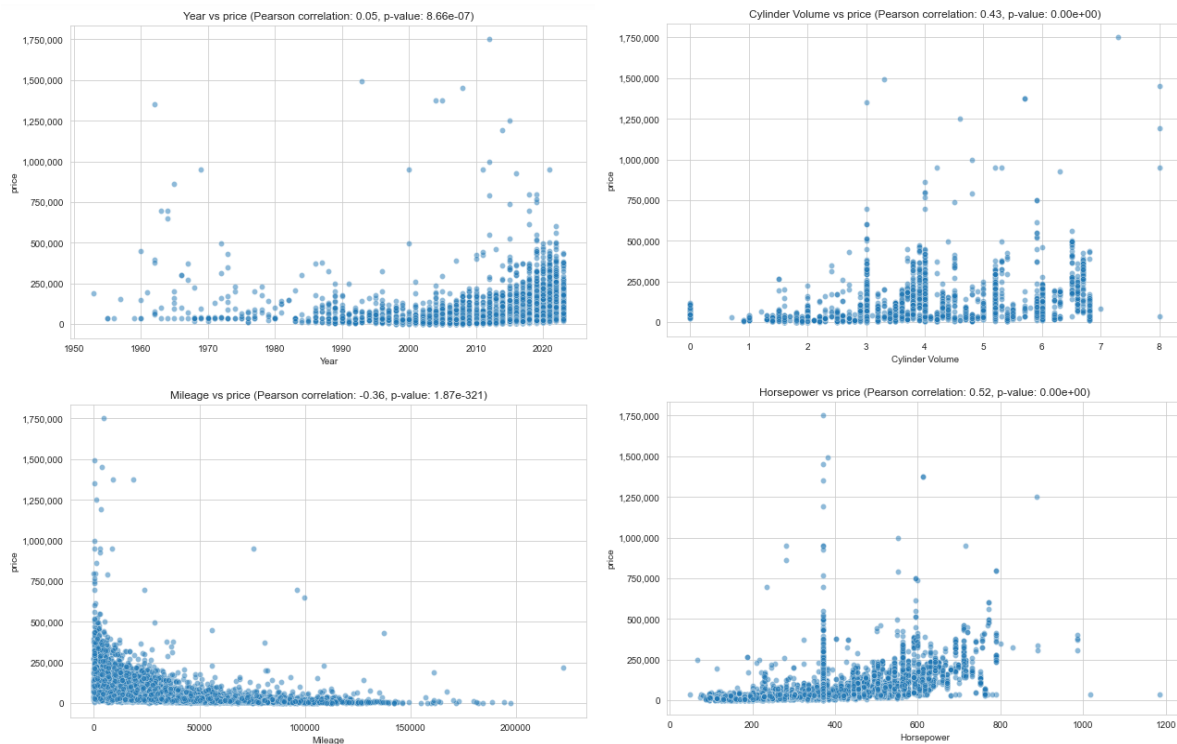 Year vs price (Pearson correlation: 0.05, p-value: 8.66e-07)
1,750,000
1,500,000
1,250,000
1,000,000
750,000
500,000
250,000
0
price
1950 1960 1970 1980 1990 2000 2010 2020
Year
Cylinder Volume vs price (Pearson correlation: 0.43, p-value: 0.00e+00)
1,750,000
1,500,000
1,250,000
1,000,000
750,000
500,000
250,000
0
price
0 1 2 3 4 5 6 7 8
Cylinder Volume
Mileage vs price (Pearson correlation: -0.36, p-value: 1.87e-321)
1,750,000
1,500,000
1,250,000
1,000,000
750,000
500,000
250,000
0
price
0 50000 100000 150000 200000
Mileage
Horsepower vs price (Pearson correlation: 0.52, p-value: 0.00e+00)
1,750,000
1,500,000
1,250,000
1,000,000
750,000
500,000
250,000
0
price
0 200 400 600 800 1000 1200
Horsepower